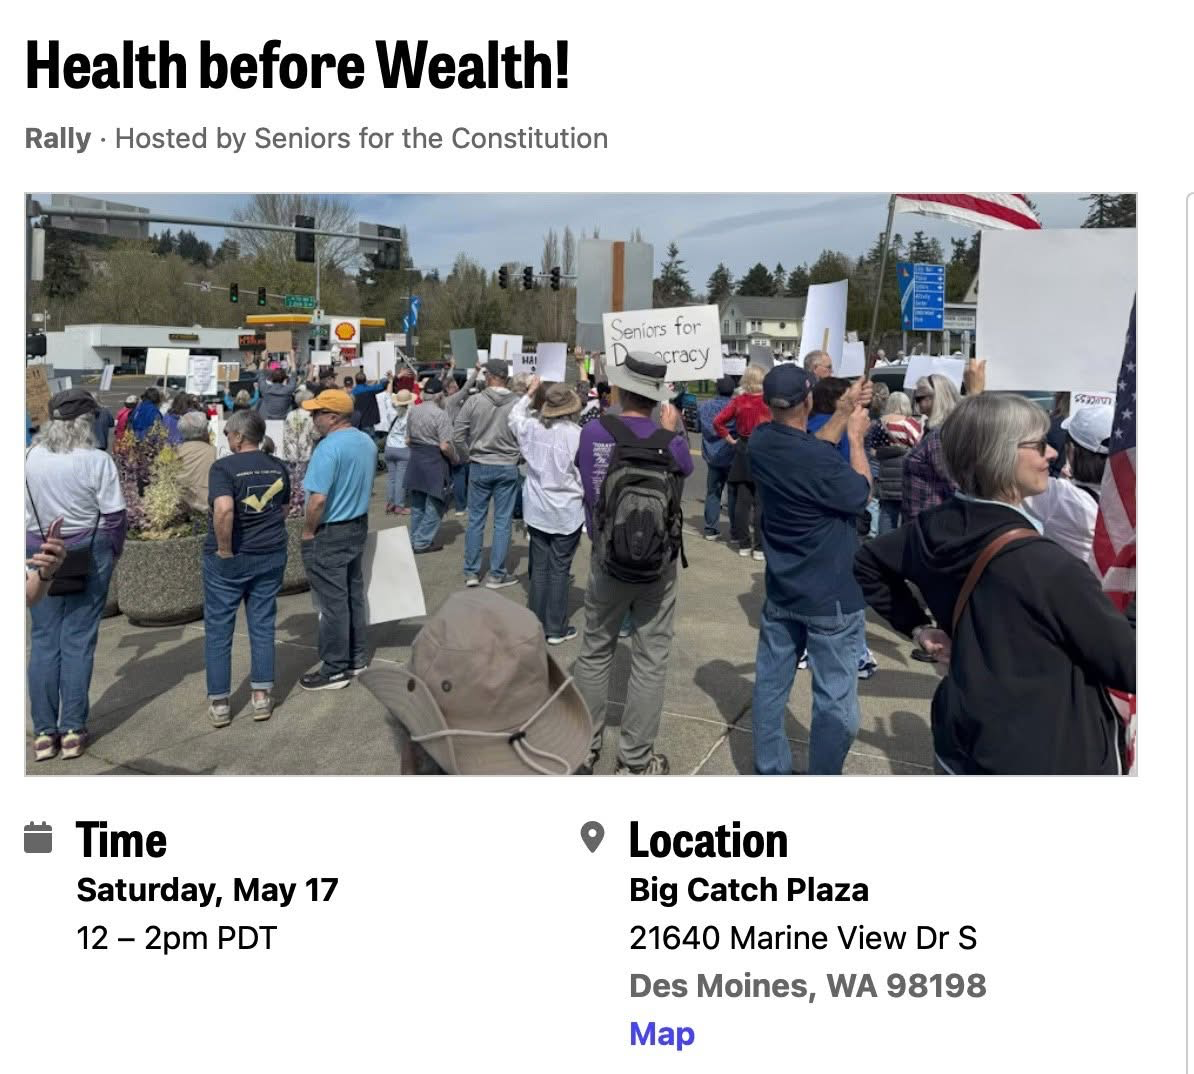 Health before Wealth!
Rally · Hosted by Seniors for the Constitution
Seniors for
Time
Saturday, May 17
12 – 2pm PDT
Location
Big Catch Plaza
21640 Marine View Dr S
Des Moines, WA 98198
Map